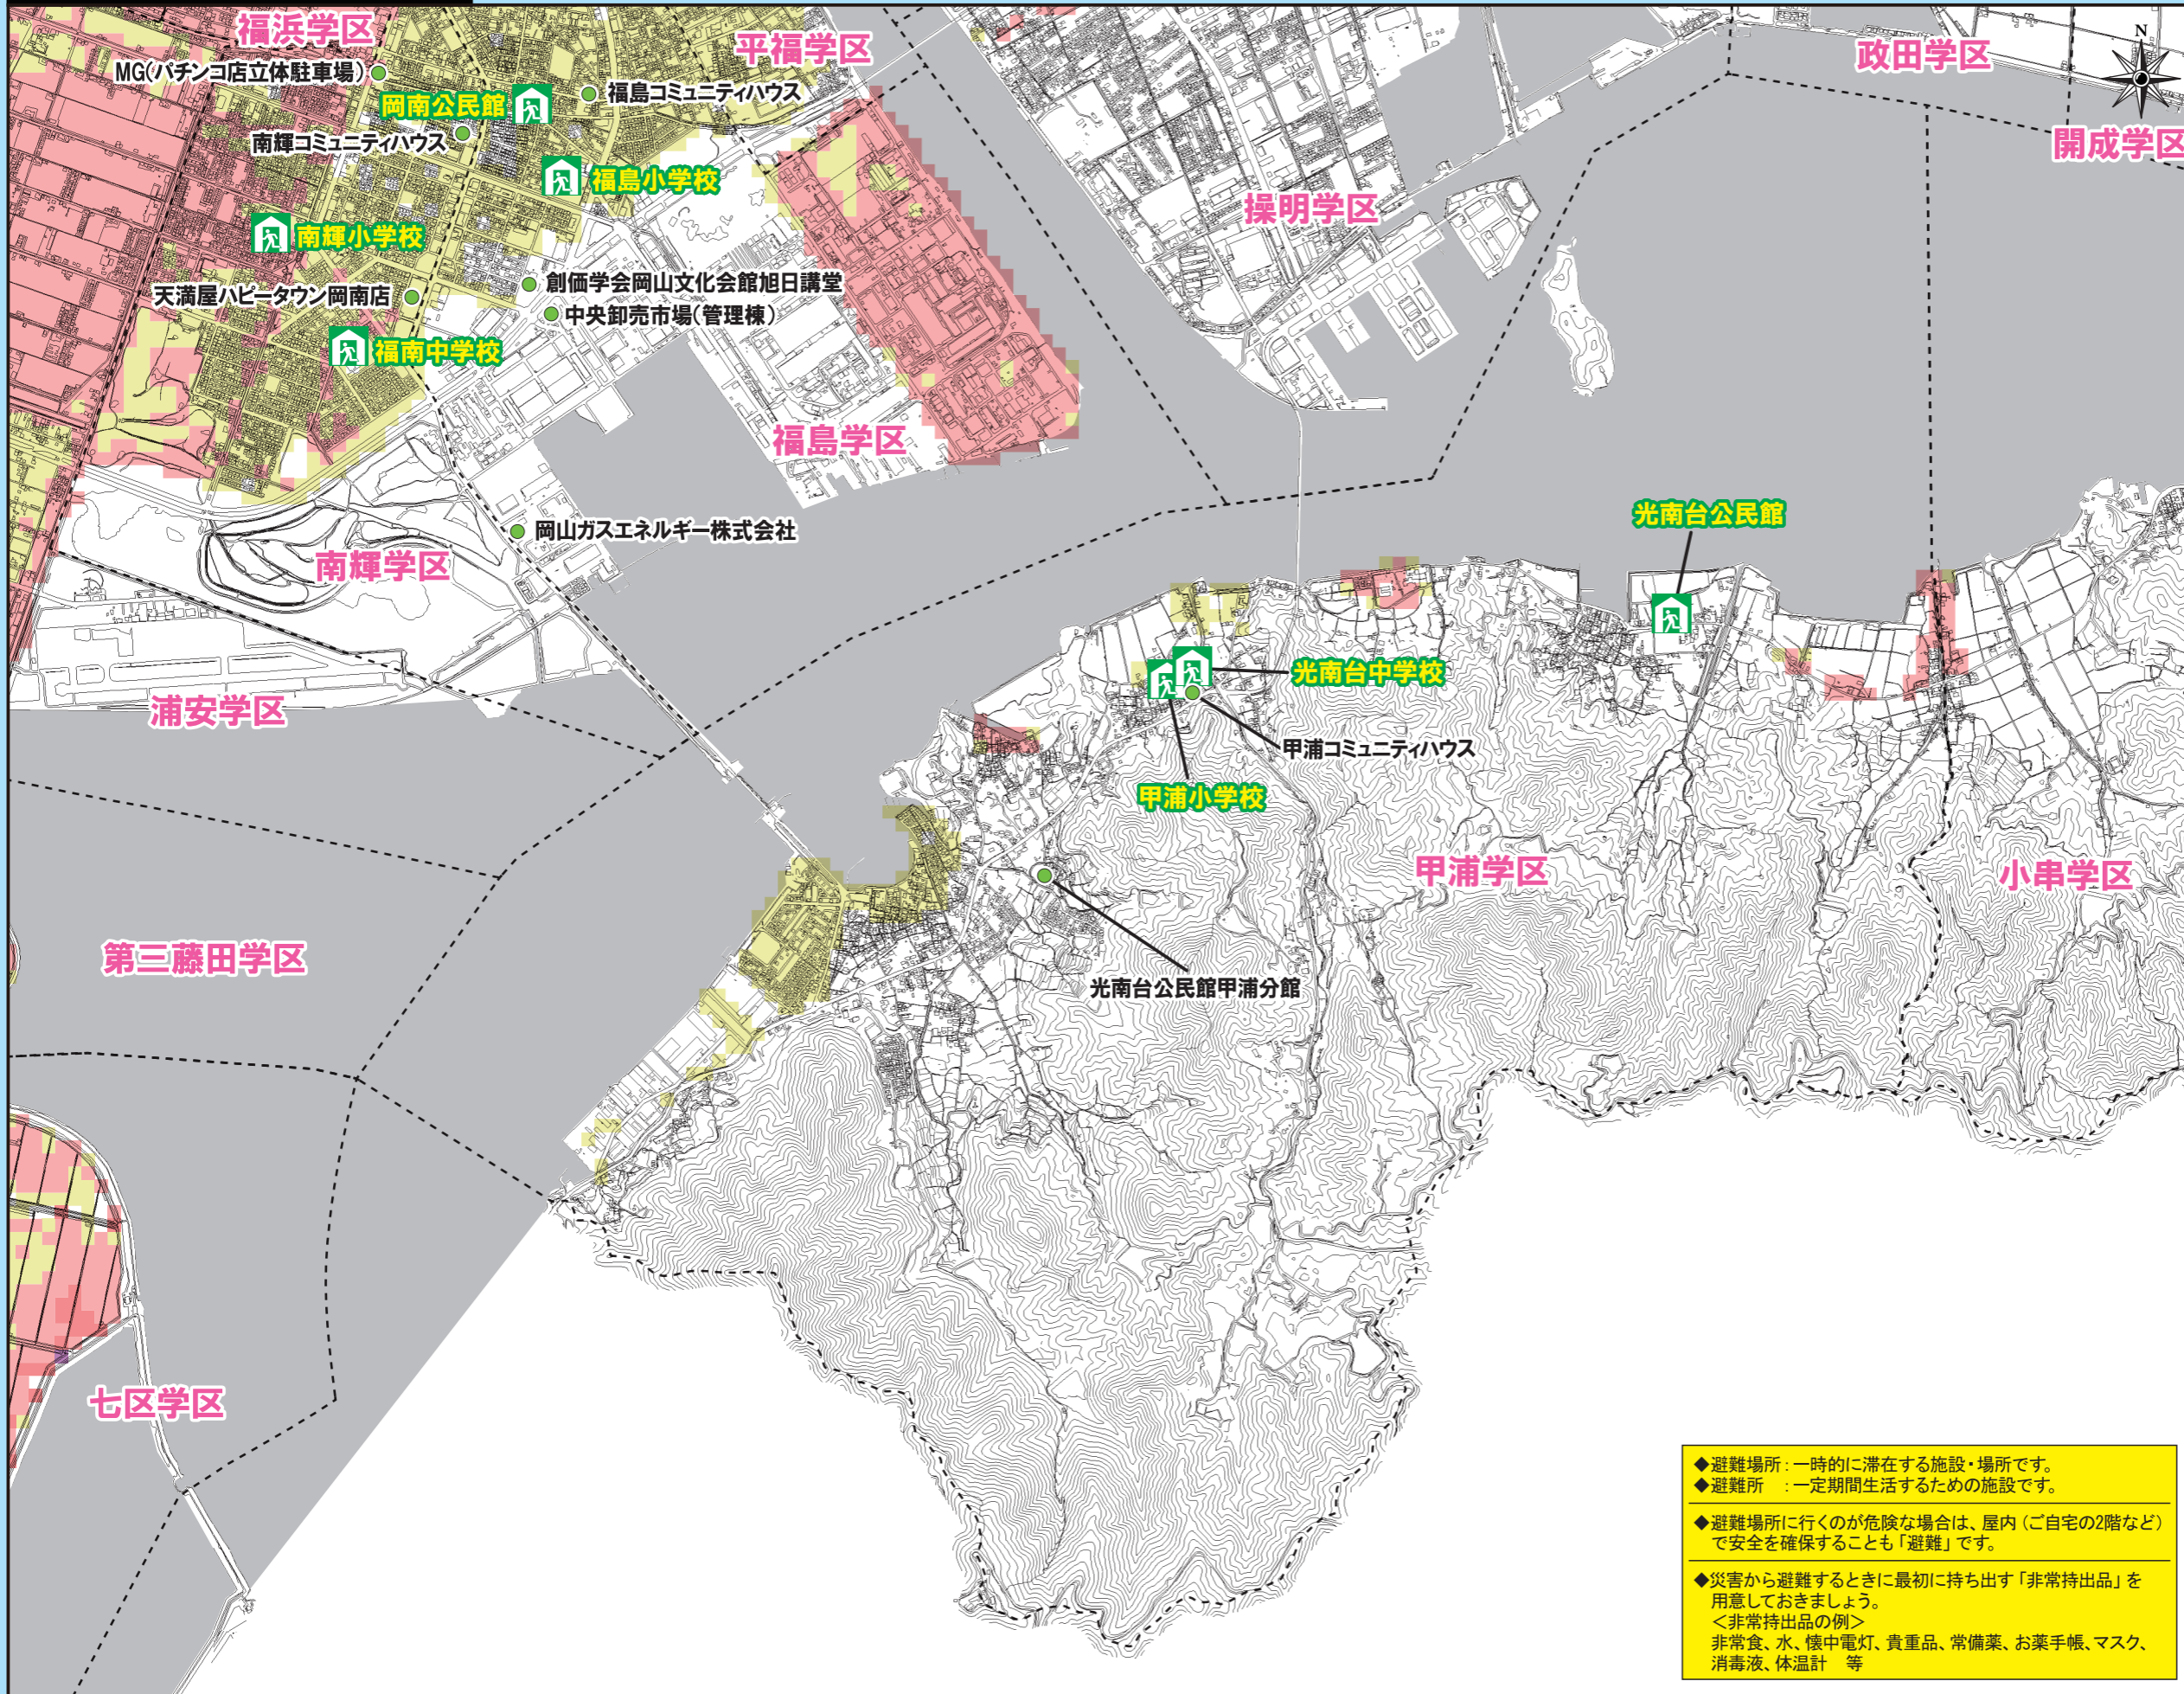 福浜学区
平福学区
政田学区
N
MG(パチンコ店立体駐車場)
岡南公民館
福島コミュニティハウス
南輝コミュニティハウス
開成学区
福島小学校
操明学区
南輝小学校
創価学会岡山文化会館旭日講堂
天満屋ハピータウン岡南店
中央卸売市場(管理棟)
福南中学校
福島学区
光南台公民館
岡山ガスエネルギー株式会社
南輝学区
光南台中学校
浦安学区
甲浦コミュニティハウス
甲浦小学校
甲浦学区
小串学区
第三藤田学区
光南台公民館甲浦分館
七区学区
◆避難場所:一時的に滞在する施設・場所です。
◆避難所 :一定期間生活するための施設です。
◆避難場所に行くのが危険な場合は、屋内(ご自宅の2階など)
で安全を確保することも「避難」です。
◆災害から避難するときに最初に持ち出す「非常持出品」を
用意しておきましょう。
<非常持出品の例>
非常食、水、懐中電灯、貴重品、常備薬、お薬手帳、マスク、
消毒液、体温計 等